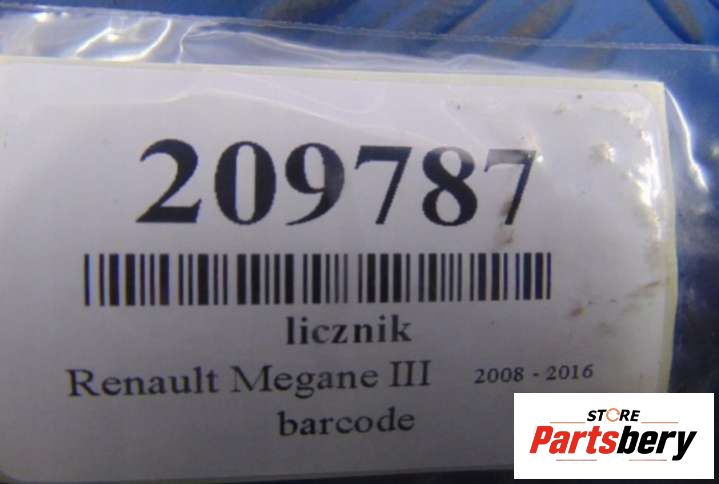 209787
licznik
Renault Megane III 2008 - 2016
barcode
STORE
Partsbery